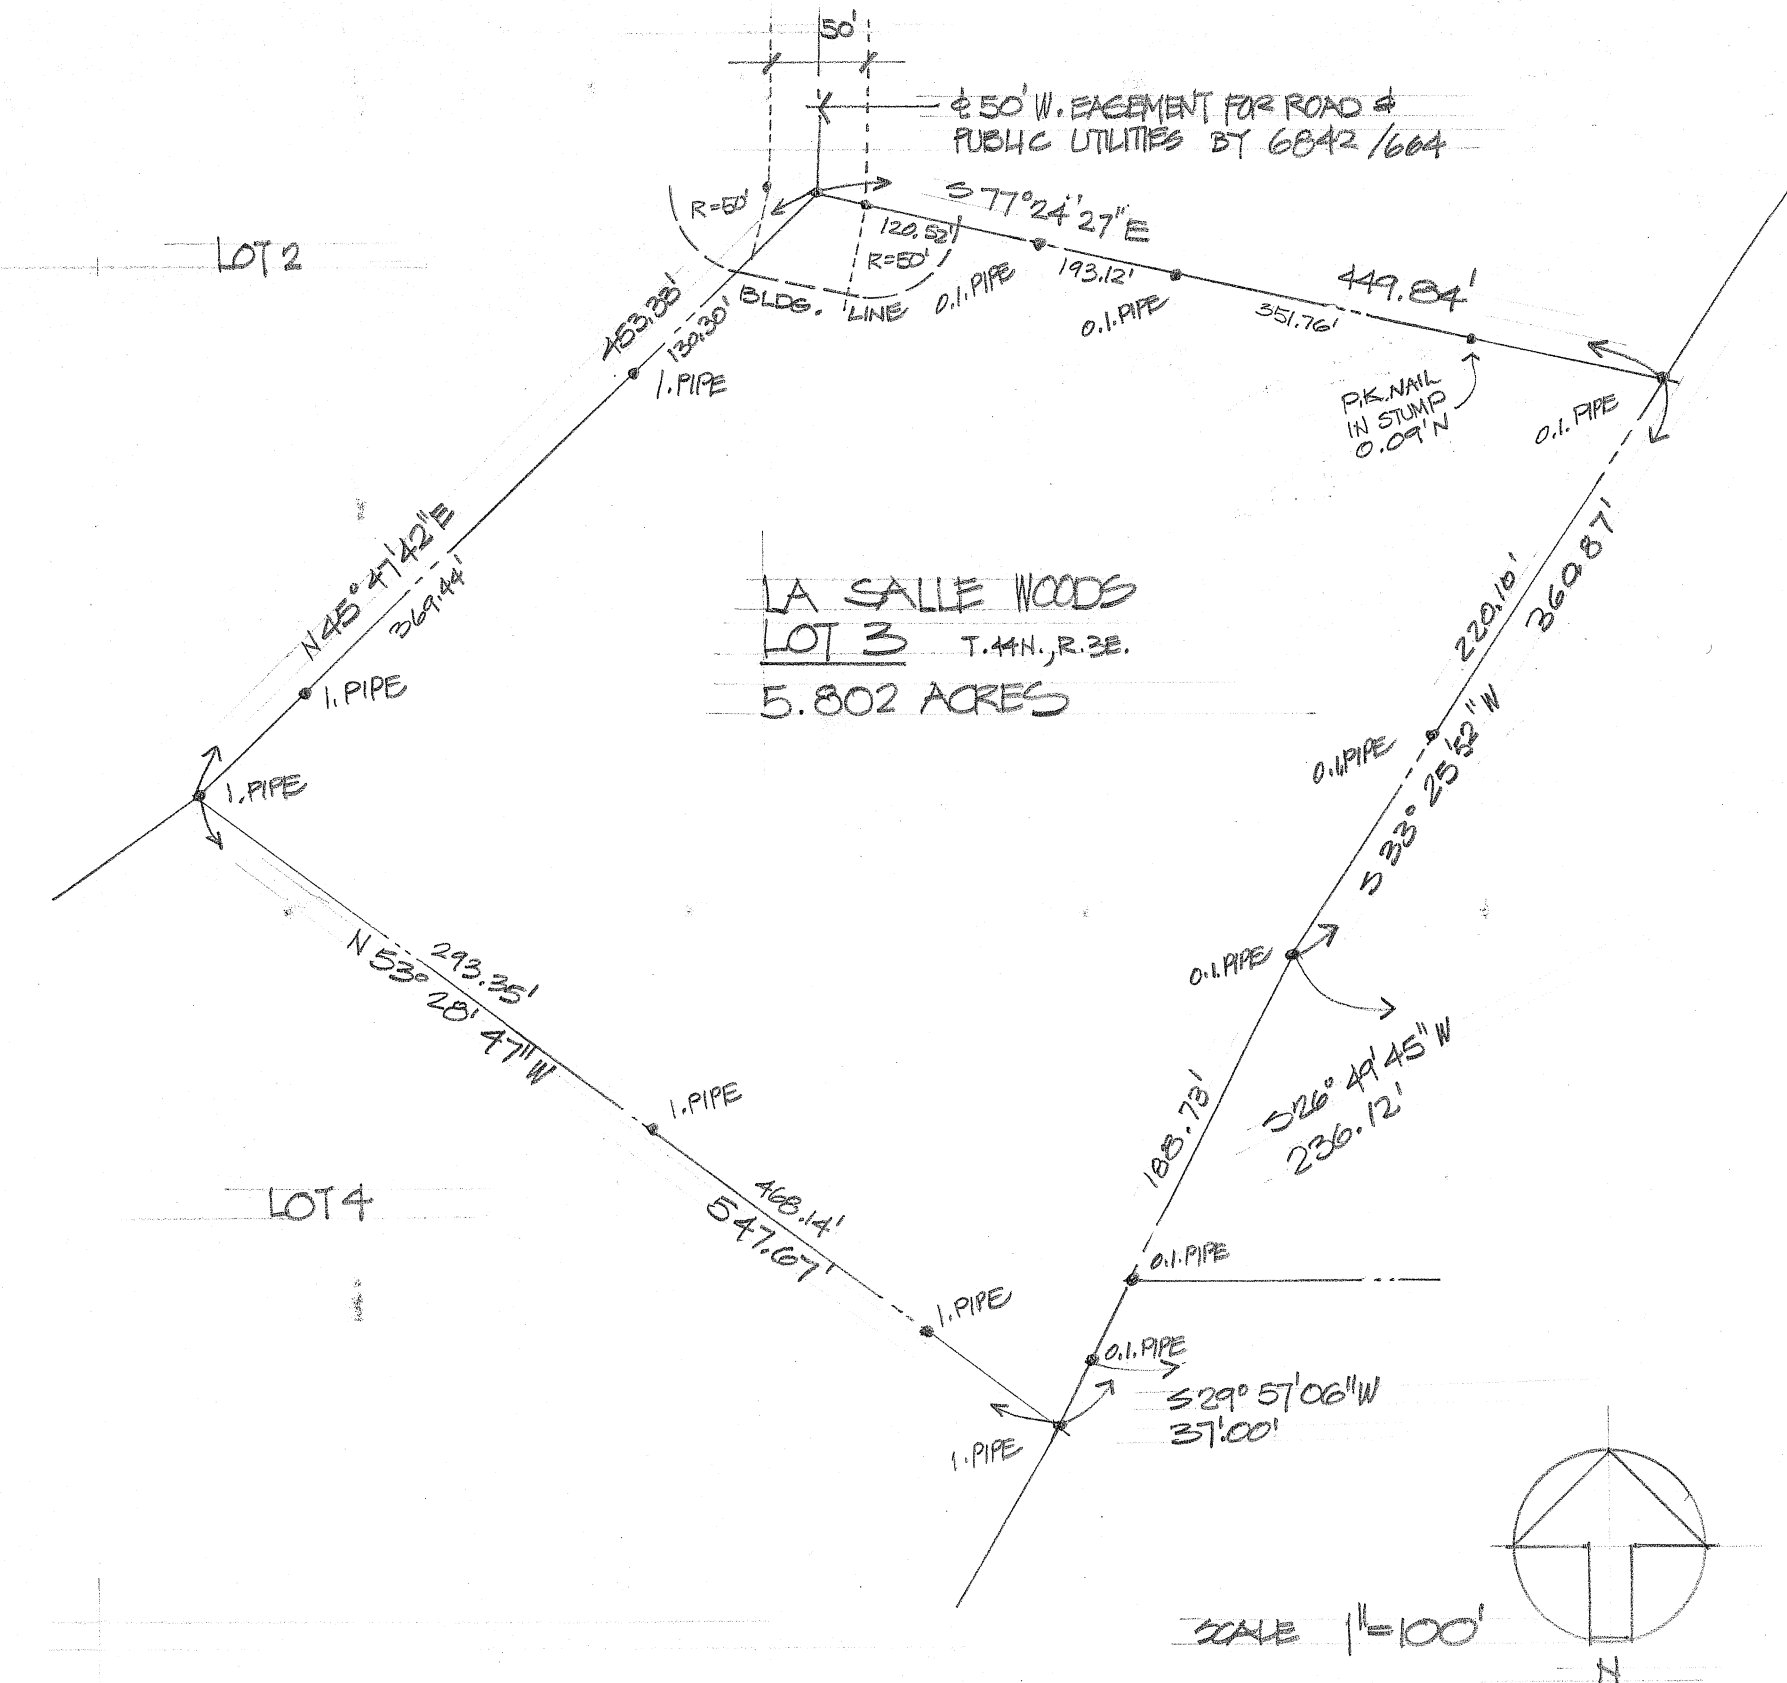 50'
℄ 50' W. EASEMENT FOR ROAD &
PUBLIC UTILITIES BY 6842/664
R=50'
S 77° 24' 27" E
120.52'
R=50'
193.12'
449.84'
351.76'
LOT 2
BLDG. LINE
0.1.PIPE
0.1.PIPE
453.38'
130.30'
1.PIPE
P.K. NAIL
IN STUMP
0.09'N
0.1.PIPE
N 45° 47' 42" E
369.44'
LA SALLE WOODS
LOT 3 T.44N., R.3E.
5.802 ACRES
220.16'
360.87'
1.PIPE
1.PIPE
0.1.PIPE
S 33° 25' 52" W
293.35'
N 53° 28' 47" W
0.1.PIPE
S26° 49' 45" W
236.12'
188.73'
1.PIPE
LOT 4
468.14'
547.67'
0.1.PIPE
1.PIPE
0.1.PIPE
S29° 57' 06" W
37.00'
1.PIPE
SCALE 1"=100'
N